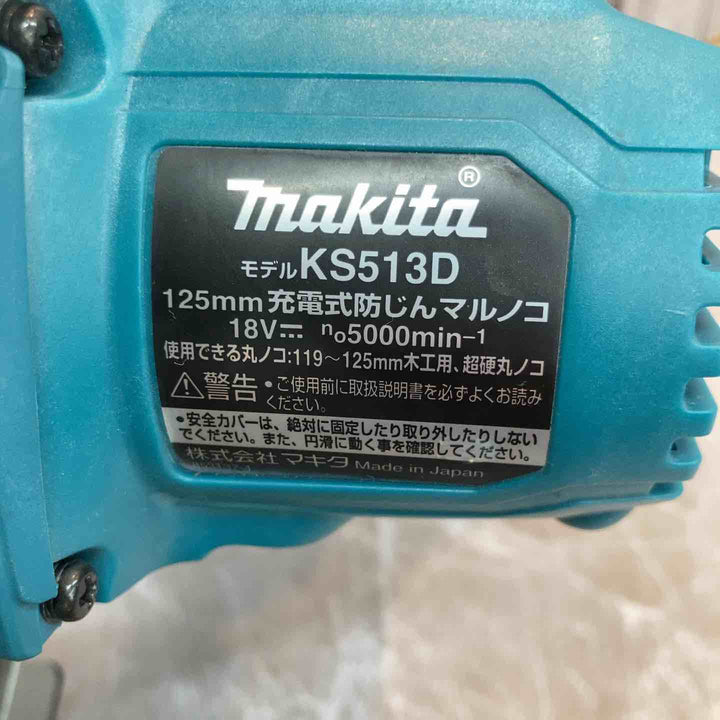 makita®
モデルKS513D
125mm充電式防じんマルノコ
18V⎓ n₀5000min⁻¹
使用できる丸ノコ:119～125mm木工用、超硬丸ノコ
⚠警告 •ご使用前に取扱説明書を必ずよくお読み
ください。
•安全カバーは、絶対に固定したり取り外したりしない
でください。また、円滑に動く事を確認してください。
株式会社マキタ Made in Japan